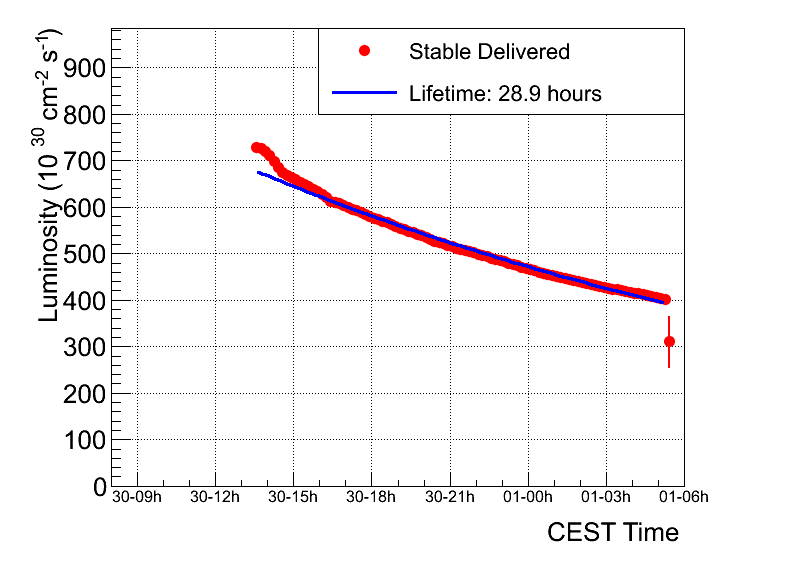 Luminosity (10^30 cm^-2 s^-1)
Stable Delivered
Lifetime: 28.9 hours
900
800
700
600
500
400
300
200
100
0
30-09h 30-12h 30-15h 30-18h 30-21h 01-00h 01-03h 01-06h
CEST Time